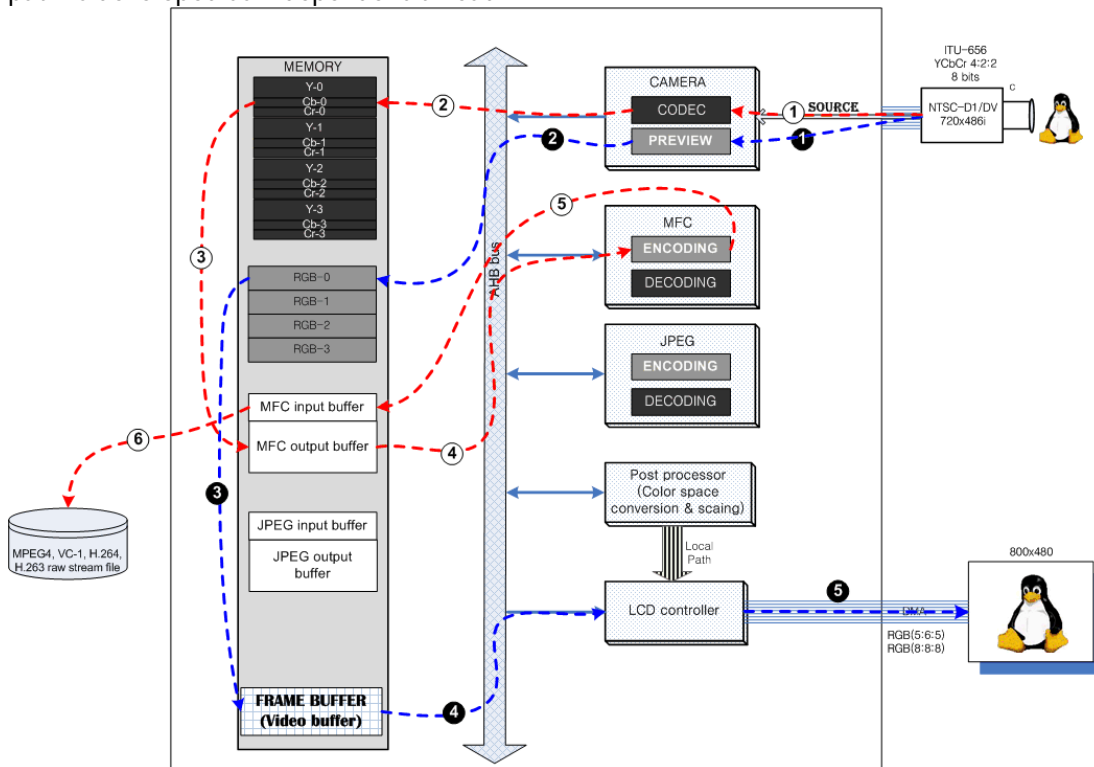 MEMORY
Y-0
Cb-0
Cr-0
Y-1
Cb-1
Cr-1
Y-2
Cb-2
Cr-2
Y-3
Cb-3
Cr-3
RGB-0
RGB-1
RGB-2
RGB-3
MFC input buffer
MFC output buffer
JPEG input buffer
JPEG output
buffer
FRAME BUFFER
(Video buffer)
MPEG4, VC-1, H.264,
H.263 raw stream file
AHB bus
CAMERA
CODEC
PREVIEW
MFC
ENCODING
DECODING
JPEG
ENCODING
DECODING
Post processor
(Color space
conversion & scaing)
Local
Path
LCD controller
SOURCE
ITU-656
YCbCr 4:2:2
8 bits
C
NTSC-D1/DV
720x486i
800x480
DMA
RGB(5:6:5)
RGB(8:8:8)
1
2
3
4
5
6
1
2
3
4
5